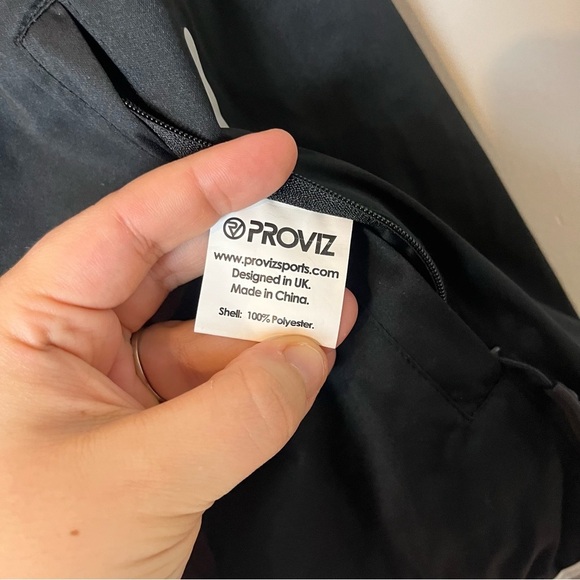 PROVIZ
www.provizsports.com
Designed in UK.
Made in China.
Shell: 100% Polyester.